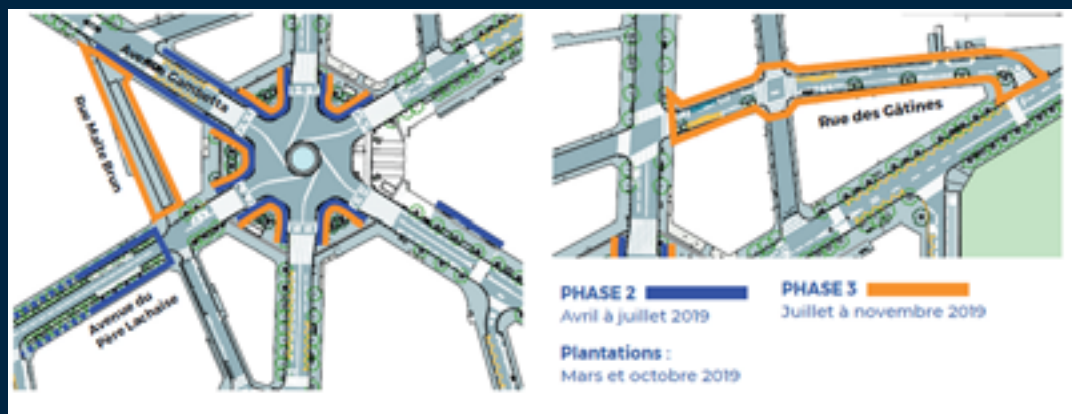 Avenue Gambetta
Rue Malte Brun
Avenue du
Père Lachaise
Rue des Gâtines
PHASE 2
Avril à juillet 2019
PHASE 3
Juillet à novembre 2019
Plantations :
Mars et octobre 2019